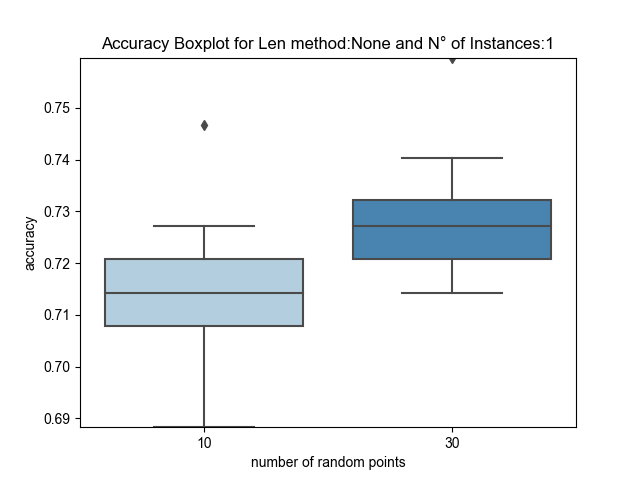 Accuracy Boxplot for Len method:None and N° of Instances:1
accuracy
0.75
0.74
0.73
0.72
0.71
0.70
0.69
10 30
number of random points